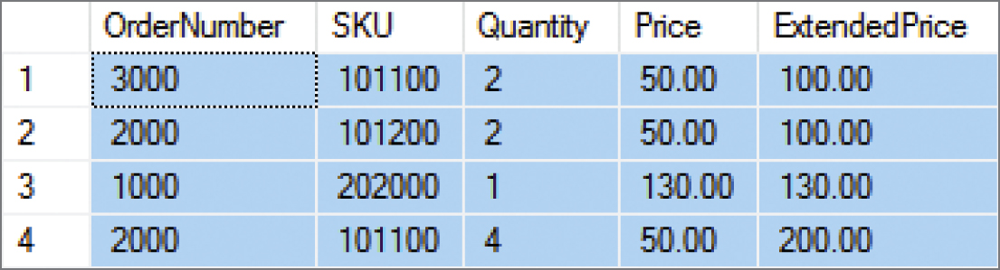 OrderNumber SKU Quantity Price ExtendedPrice
1 3000 101100 2 50.00 100.00
2 2000 101200 2 50.00 100.00
3 1000 202000 1 130.00 130.00
4 2000 101100 4 50.00 200.00